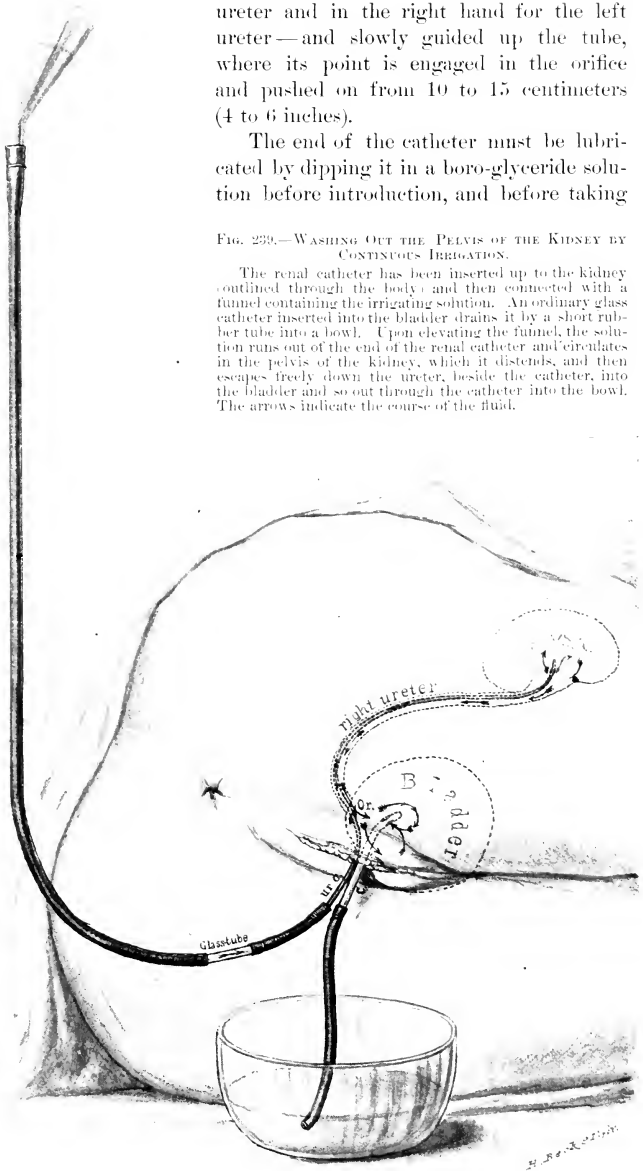 ureter and in the right hand for the left
ureter — and slowly guided up the tube,
where its point is engaged in the orifice
and pushed on from 10 to 15 centimeters
(4 to 6 inches).
The end of the catheter must be lubri-
cated by dipping it in a boro-glyceride solu-
tion before introduction, and before taking
Fig. 239.—Washing Out the Pelvis of the Kidney by
Continuous Irrigation.
The renal catheter has been inserted up to the kidney
(outlined through the body) and then connected with a
funnel containing the irrigating solution. An ordinary glass
catheter inserted into the bladder drains it by a short rub-
ber tube into a bowl. Upon elevating the funnel, the solu-
tion runs out of the end of the renal catheter and circulates
in the pelvis of the kidney, which it distends, and then
escapes freely down the ureter, beside the catheter, into
the bladder and so out through the catheter into the bowl.
The arrows indicate the course of the fluid.
right ureter
Bladder
Or.
ur c.
Glass tube